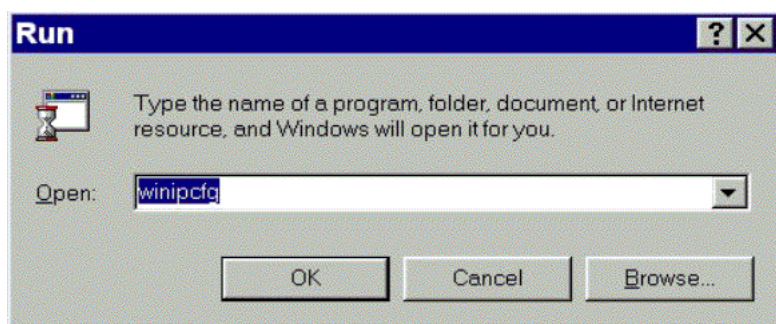 Run
Type the name of a program, folder, document, or Internet
resource, and Windows will open it for you.
Open: winipcfg
OK Cancel Browse...